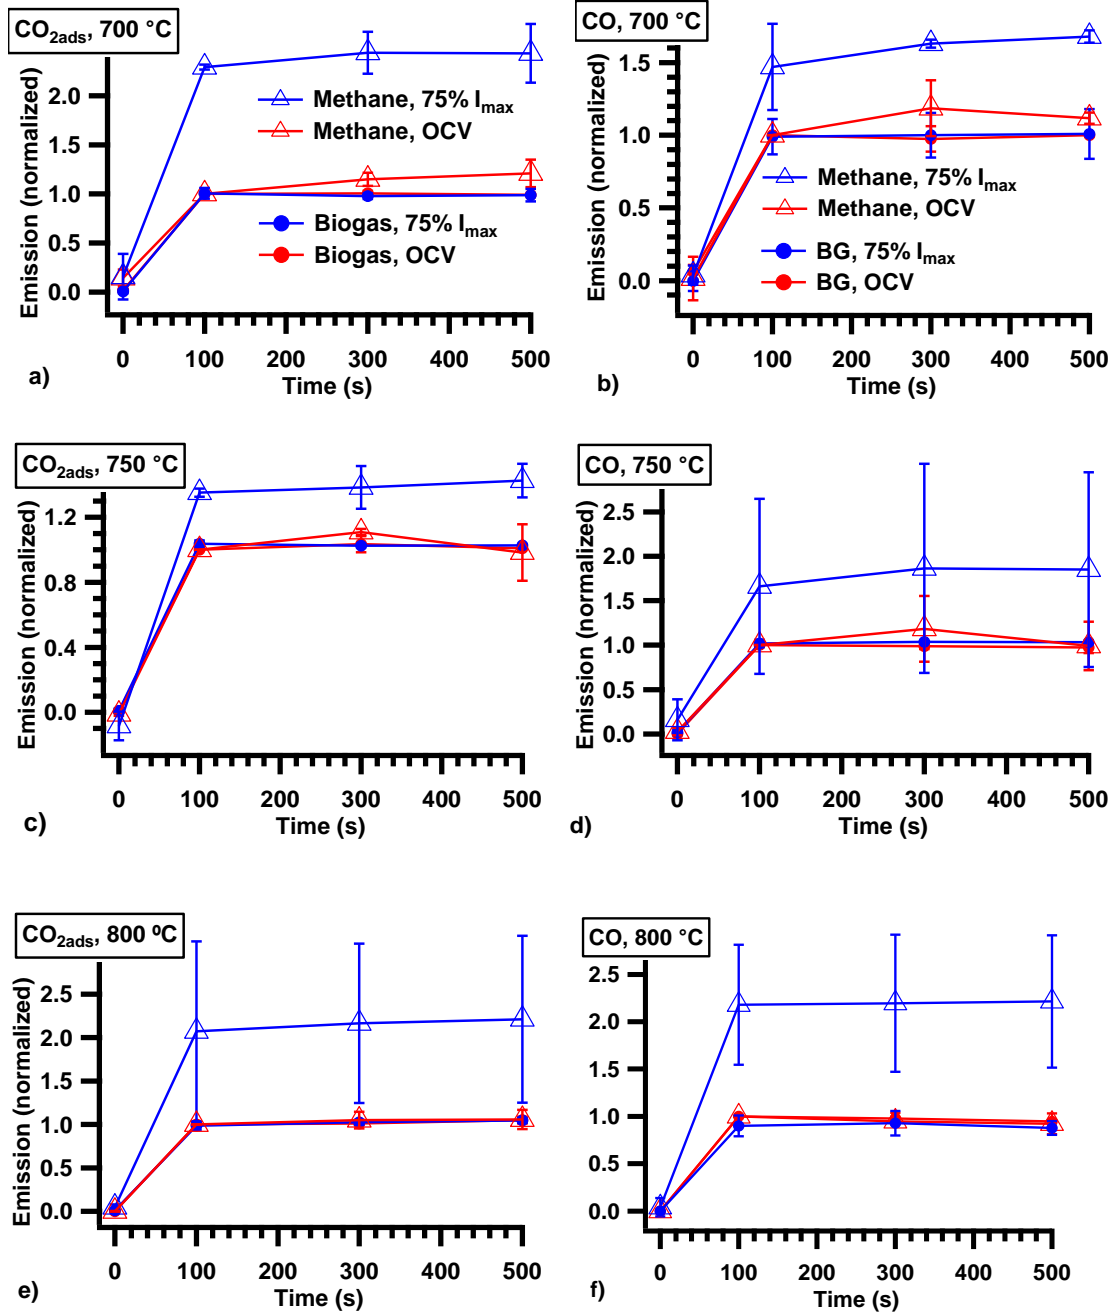 CO2ads, 700 °C
Emission (normalized)
2.0
1.5
1.0
0.5
0.0
Methane, 75% Imax
Methane, OCV
Biogas, 75% Imax
Biogas, OCV
0 100 200 300 400 500
Time (s)
a)
CO, 700 °C
Emission (normalized)
1.5
1.0
0.5
0.0
Methane, 75% Imax
Methane, OCV
BG, 75% Imax
BG, OCV
0 100 200 300 400 500
Time (s)
b)
CO2ads, 750 °C
Emission (normalized)
1.2
0.8
0.4
0.0
0 100 200 300 400 500
Time (s)
c)
CO, 750 °C
Emission (normalized)
2.5
2.0
1.5
1.0
0.5
0.0
0 100 200 300 400 500
Time (s)
d)
CO2ads, 800 ºC
Emission (normalized)
2.5
2.0
1.5
1.0
0.5
0.0
0 100 200 300 400 500
Time (s)
e)
CO, 800 °C
Emission (normalized)
2.5
2.0
1.5
1.0
0.5
0.0
0 100 200 300 400 500
Time (s)
f)